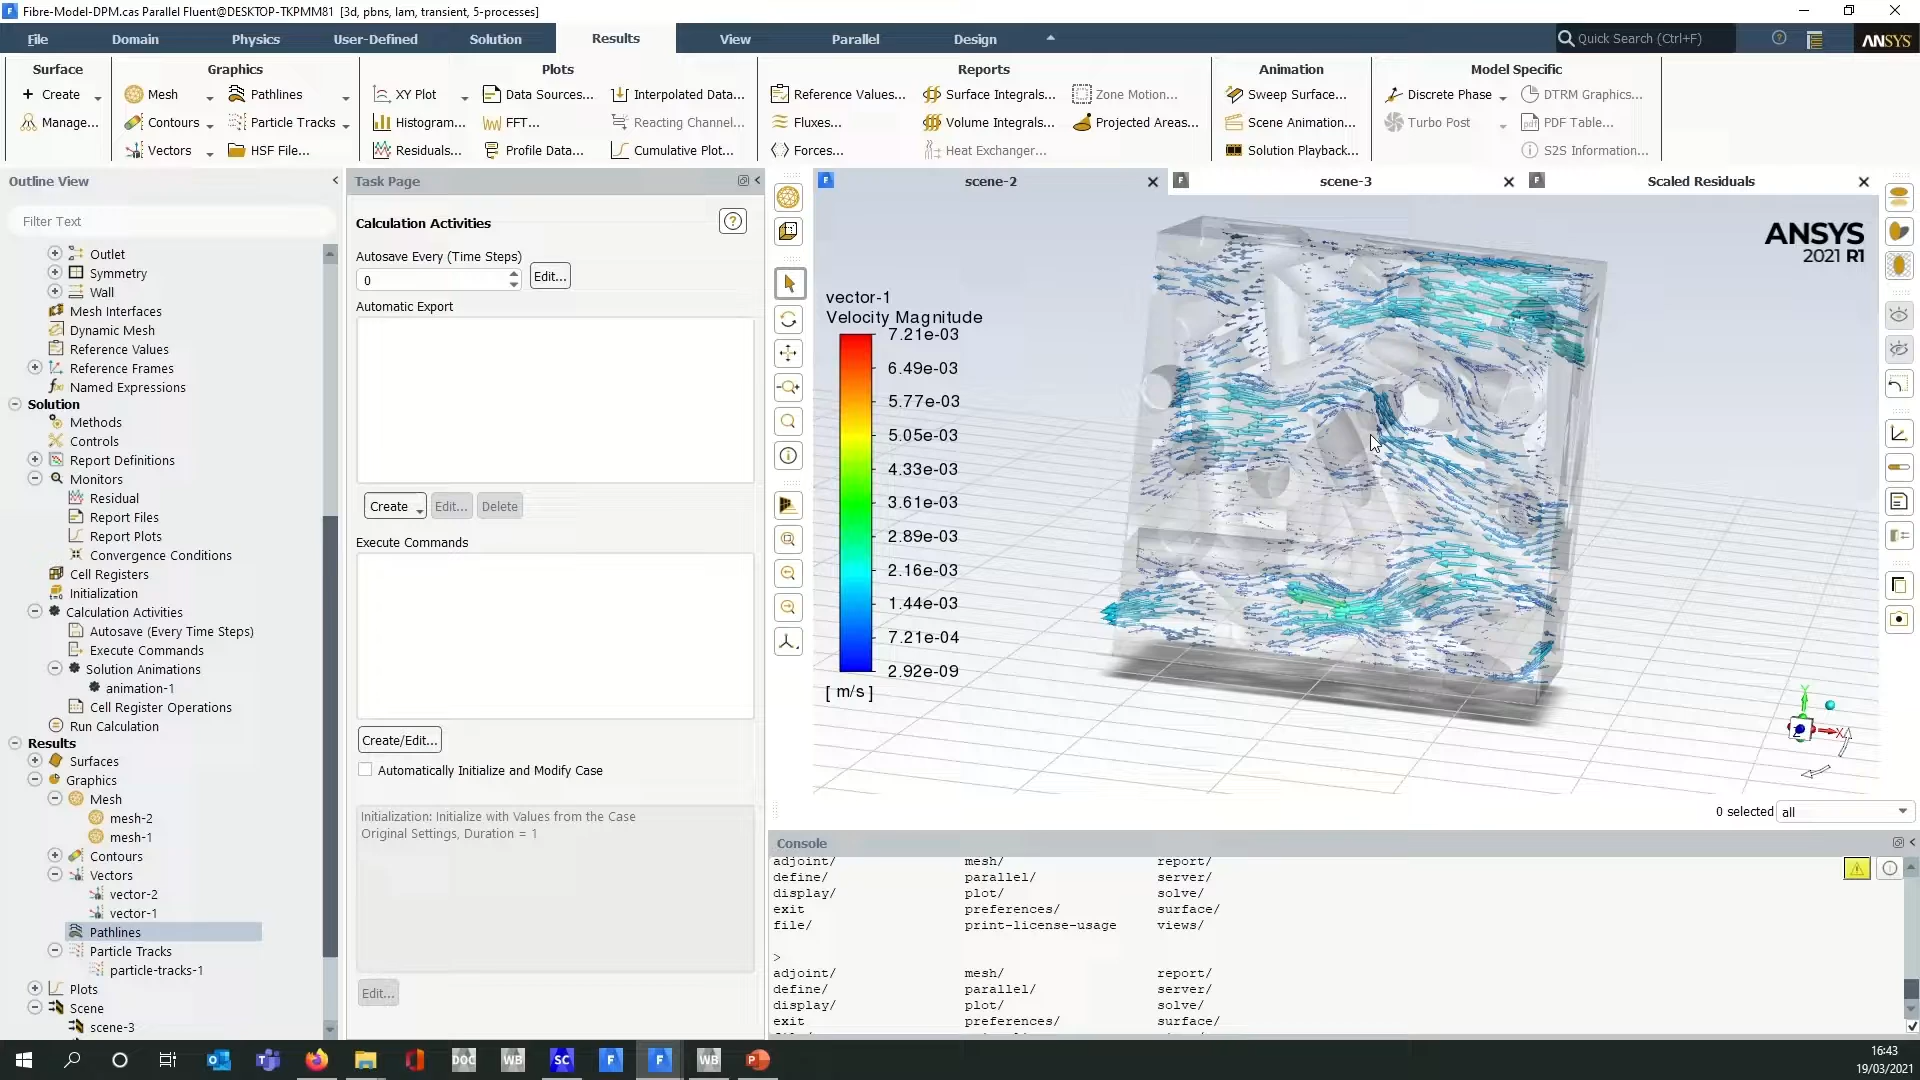 Fibre-Model-DPM.cas Parallel Fluent@DESKTOP-TKPMM81 [3d, pbns, lam, transient, 5-processes]
File Domain Physics User-Defined Solution Results View Parallel Design Quick Search (Ctrl+F) ANSYS
Surface Graphics Plots Reports Animation Model Specific
+ Create Mesh Pathlines XY Plot Data Sources... Interpolated Data... Reference Values... Surface Integrals... Zone Motion... Sweep Surface... Discrete Phase DTRM Graphics...
Manage... Contours Particle Tracks Histogram... FFT... Reacting Channel... Fluxes... Volume Integrals... Projected Areas... Scene Animation... Turbo Post PDF Table...
Vectors HSF File... Residuals... Profile Data... Cumulative Plot... Forces... Heat Exchanger... Solution Playback... S2S Information...
Outline View
Filter Text
Outlet
Symmetry
Wall
Mesh Interfaces
Dynamic Mesh
Reference Values
Reference Frames
Named Expressions
Solution
Methods
Controls
Report Definitions
Monitors
Residual
Report Files
Report Plots
Convergence Conditions
Cell Registers
Initialization
Calculation Activities
Autosave (Every Time Steps)
Execute Commands
Solution Animations
animation-1
Cell Register Operations
Run Calculation
Results
Surfaces
Graphics
Mesh
mesh-2
mesh-1
Contours
Vectors
vector-2
vector-1
Pathlines
Particle Tracks
particle-tracks-1
Plots
Scene
scene-3
Task Page
Calculation Activities
Autosave Every (Time Steps)
0 Edit...
Automatic Export
Create Edit... Delete
Execute Commands
Create/Edit...
Automatically Initialize and Modify Case
Initialization: Initialize with Values from the Case
Original Settings, Duration = 1
Edit...
scene-2 scene-3 Scaled Residuals
ANSYS
2021 R1
vector-1
Velocity Magnitude
7.21e-03
6.49e-03
5.77e-03
5.05e-03
4.33e-03
3.61e-03
2.89e-03
2.16e-03
1.44e-03
7.21e-04
2.92e-09
[ m/s ]
Y
X
Z
0 selected all
Console
adjoint/ mesh/ report/
define/ parallel/ server/
display/ plot/ solve/
exit preferences/ surface/
file/ print-license-usage views/
>
adjoint/ mesh/ report/
define/ parallel/ server/
display/ plot/ solve/
exit preferences/ surface/
DOC WB SC F F WB P
16:43
19/03/2021